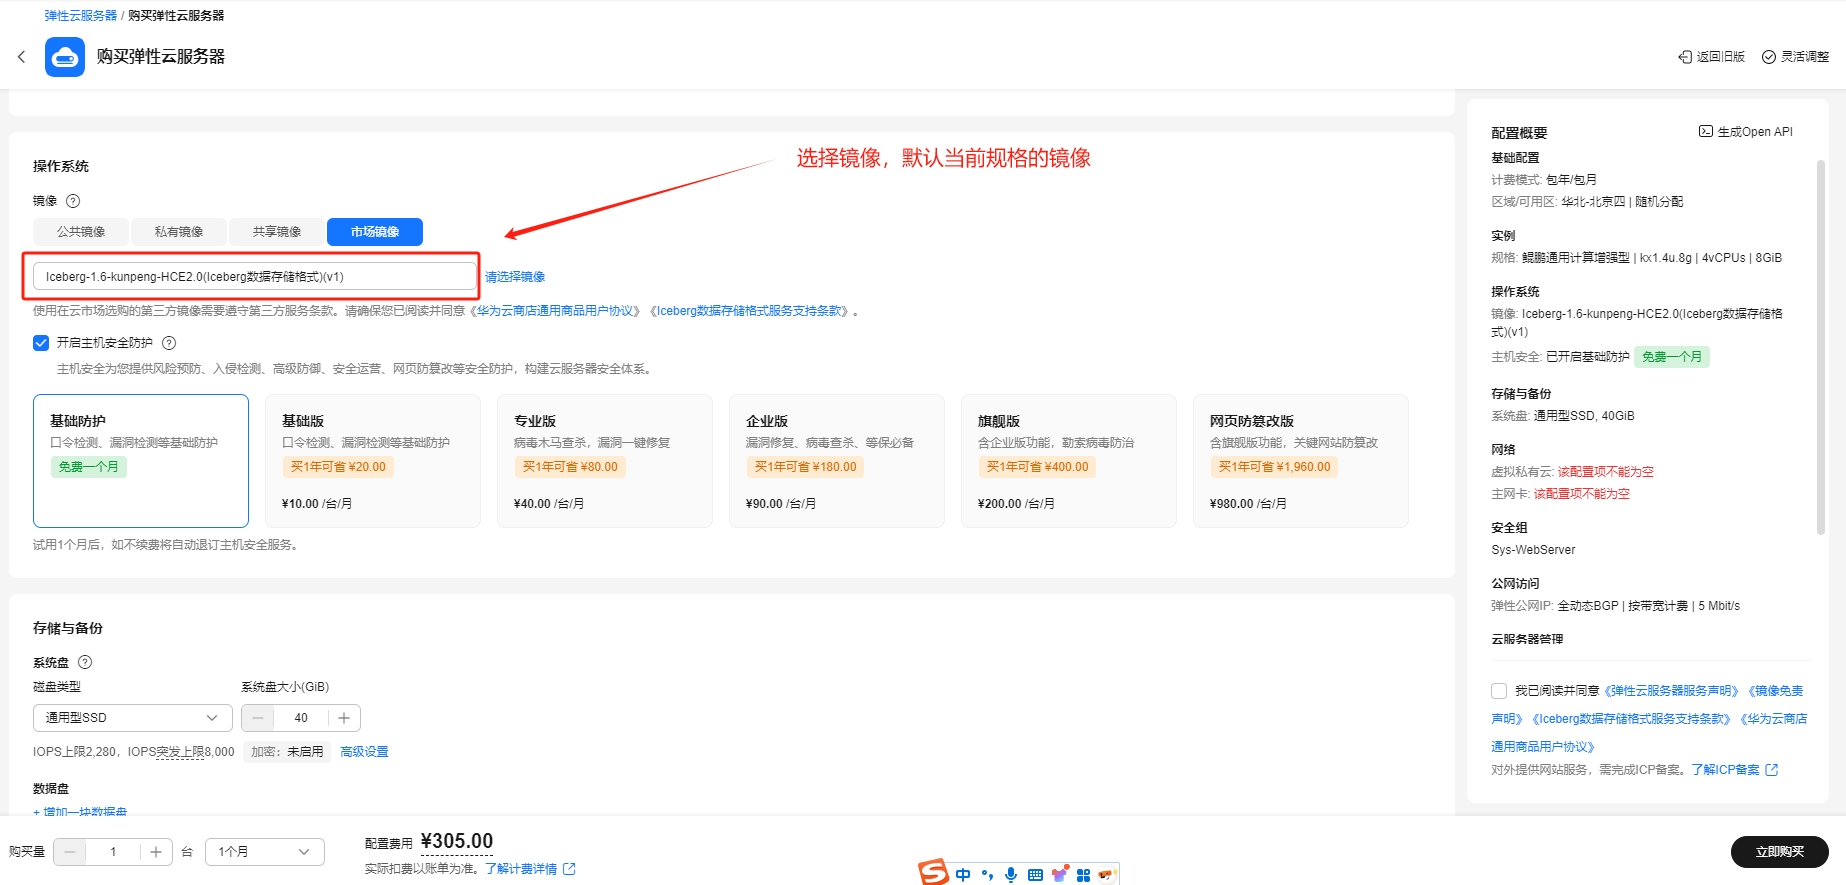 弹性云服务器 / 购买弹性云服务器
购买弹性云服务器
返回旧版
灵活调整
操作系统
选择镜像，默认当前规格的镜像
镜像
公共镜像
私有镜像
共享镜像
市场镜像
Iceberg-1.6-kunpeng-HCE2.0(Iceberg数据存储格式)(v1)
请选择镜像
使用在云市场选购的第三方镜像需要遵守第三方服务条款。请确保您已阅读并同意《华为云商店通用商品用户协议》《Iceberg数据存储格式服务支持条款》。
开启主机安全防护
主机安全为您提供风险预防、入侵检测、高级防御、安全运营、网页防篡改等安全防护，构建云服务器安全体系。
基础防护
口令检测、漏洞检测等基础防护
免费一个月
基础版
口令检测、漏洞检测等基础防护
买1年可省 ¥20.00
¥10.00 /台/月
专业版
病毒木马查杀，漏洞一键修复
买1年可省 ¥80.00
¥40.00 /台/月
企业版
漏洞修复、病毒查杀、等保必备
买1年可省 ¥180.00
¥90.00 /台/月
旗舰版
含企业版功能，勒索病毒防治
买1年可省 ¥400.00
¥200.00 /台/月
网页防篡改版
含旗舰版功能，关键网站防篡改
买1年可省 ¥1,960.00
¥980.00 /台/月
试用1个月后，如不续费将自动退订主机安全服务。
存储与备份
系统盘
磁盘类型
系统盘大小(GiB)
通用型SSD
40
IOPS上限2,280，IOPS突发上限8,000
加密：未启用
高级设置
数据盘
+ 增加一块数据盘
配置概要
生成Open API
基础配置
计费模式: 包年/包月
区域/可用区: 华北-北京四 | 随机分配
实例
规格: 鲲鹏通用计算增强型 | kx1.4u.8g | 4vCPUs | 8GiB
操作系统
镜像: Iceberg-1.6-kunpeng-HCE2.0(Iceberg数据存储格
式)(v1)
主机安全: 已开启基础防护 免费一个月
存储与备份
系统盘: 通用型SSD, 40GiB
网络
虚拟私有云: 该配置项不能为空
主网卡: 该配置项不能为空
安全组
Sys-WebServer
公网访问
弹性公网IP: 全动态BGP | 按带宽计费 | 5 Mbit/s
云服务器管理
我已阅读并同意《弹性云服务器服务声明》《镜像免责
声明》《Iceberg数据存储格式服务支持条款》《华为云商店
通用商品用户协议》
对外提供网站服务，需完成ICP备案。了解ICP备案
购买量
1
台
1个月
配置费用 ¥305.00
实际扣费以账单为准。了解计费详情
S 中
立即购买